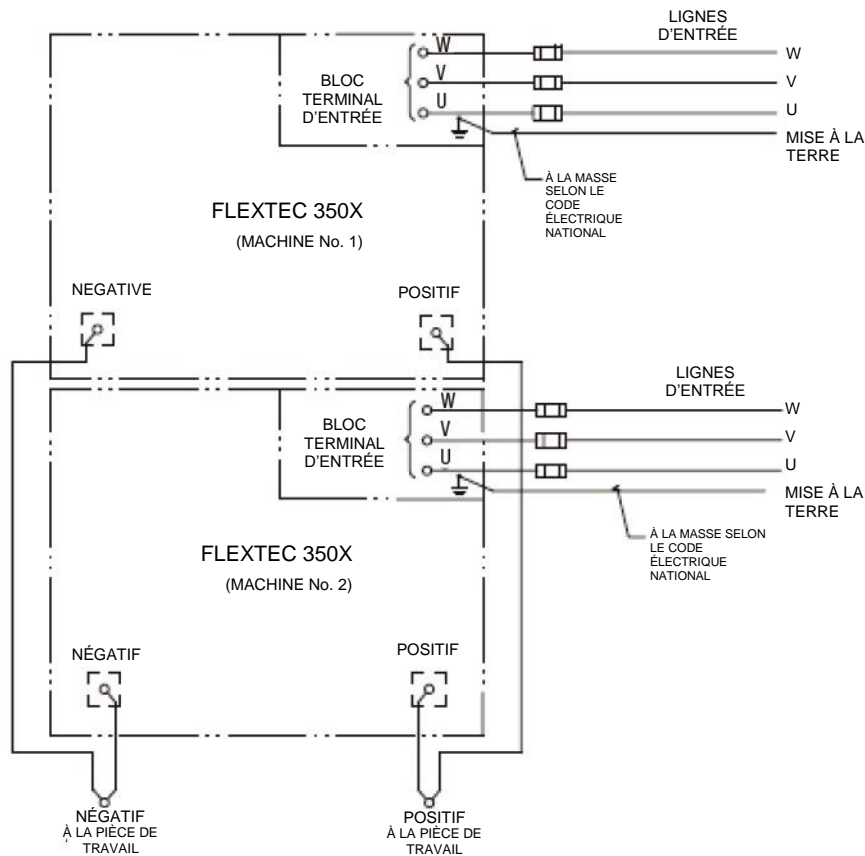 LIGNES
D'ENTRÉE
W
W
BLOC
TERMINAL
D'ENTRÉE
V
V
U
U
MISE À LA
TERRE
À LA MASSE
SELON LE
CODE
ÉLECTRIQUE
NATIONAL
FLEXTEC 350X
(MACHINE No. 1)
NEGATIVE
POSITIF
LIGNES
D'ENTRÉE
W
W
BLOC
TERMINAL
D'ENTRÉE
V
V
U
U
MISE À LA
TERRE
À LA MASSE SELON
LE CODE
ÉLECTRIQUE
NATIONAL
FLEXTEC 350X
(MACHINE No. 2)
NÉGATIF
POSITIF
NÉGATIF
À LA PIÈCE DE
TRAVAIL
POSITIF
À LA PIÈCE DE
TRAVAIL